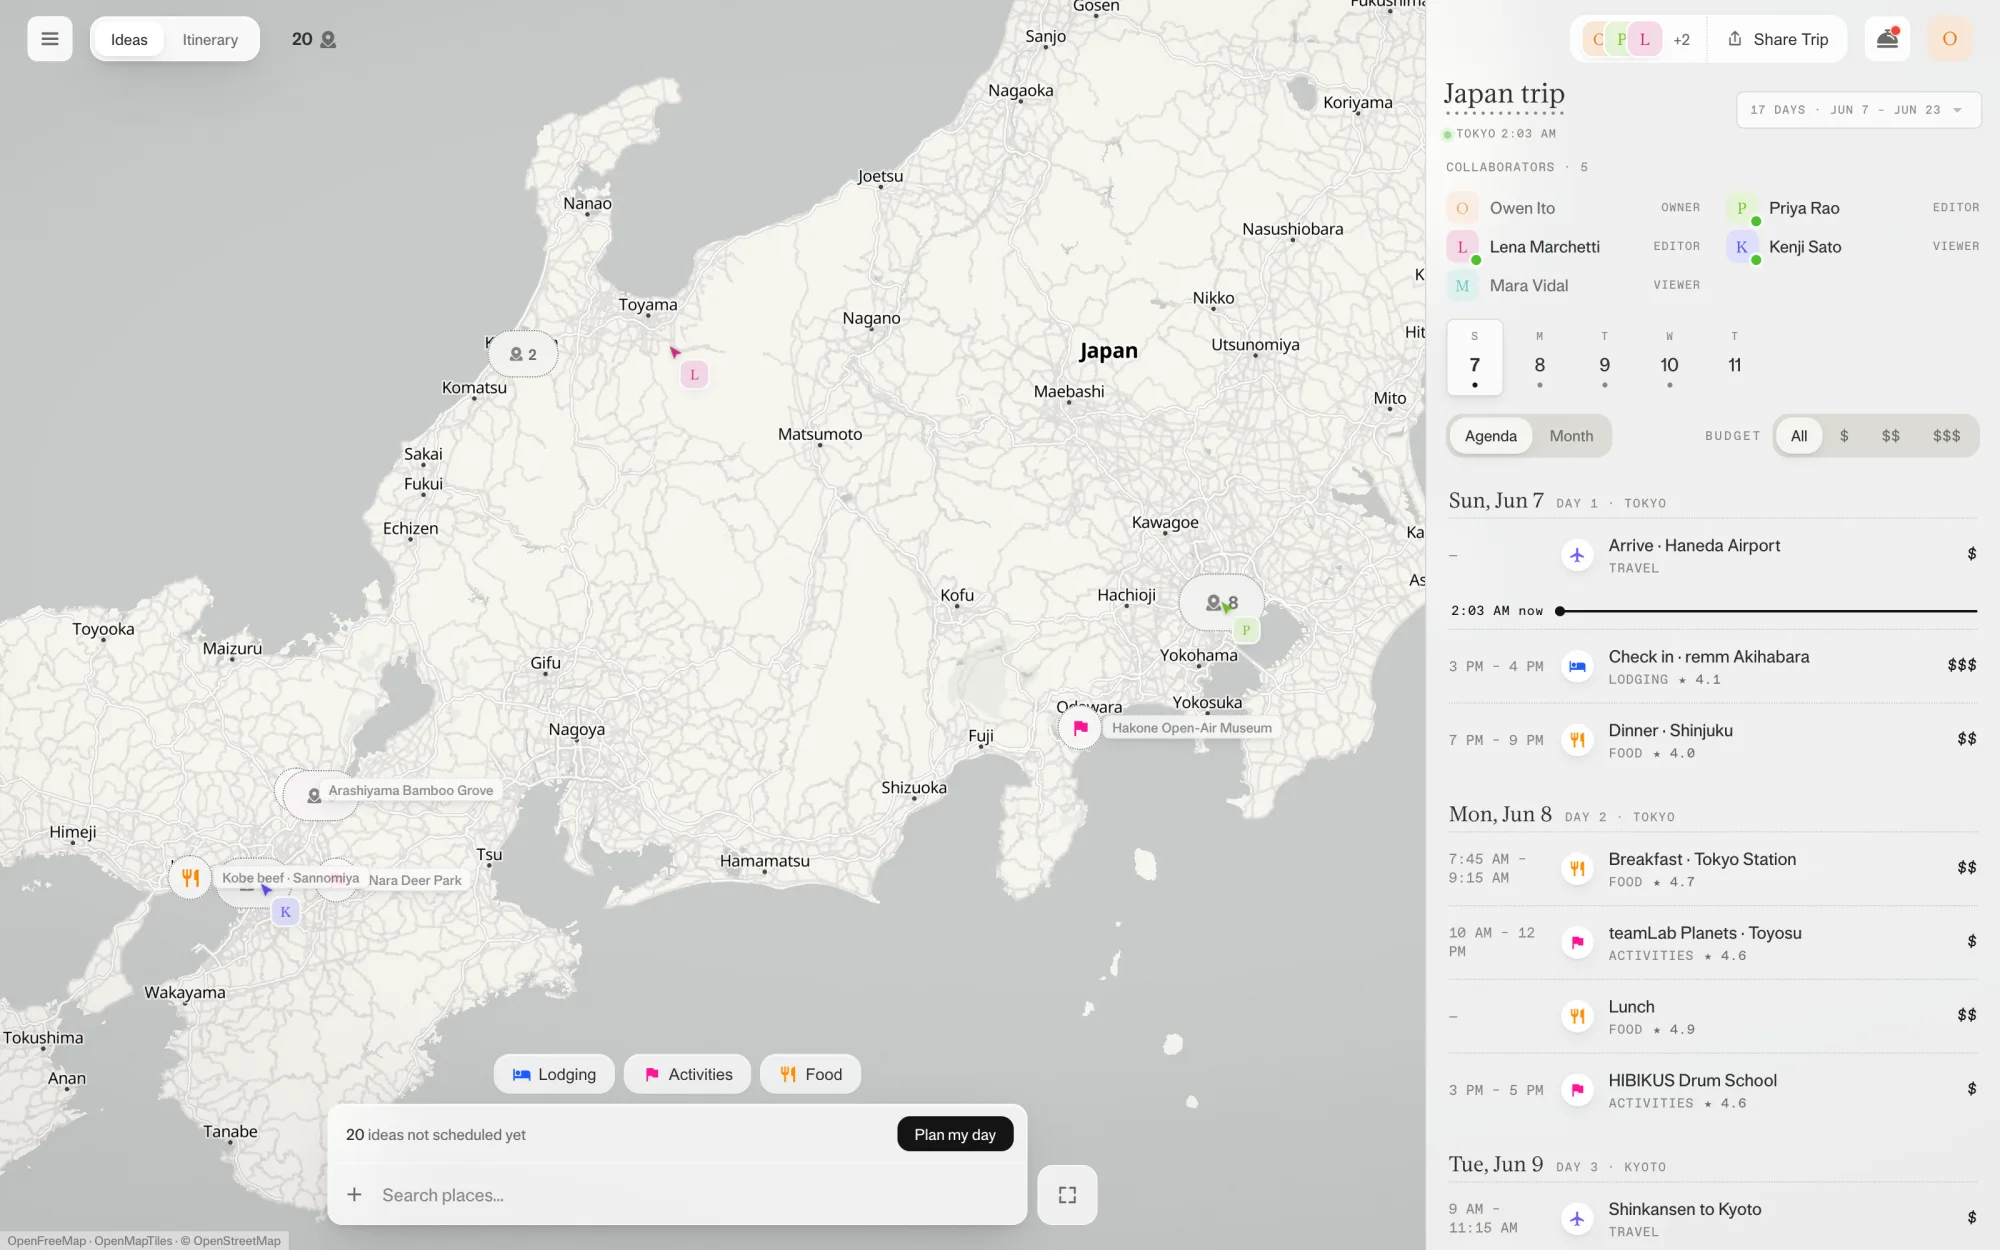 Ideas
Itinerary
20
C
P
L
+2
Share Trip
O
Japan trip
17 DAYS · JUN 7 – JUN 23
TOKYO 2:03 AM
COLLABORATORS · 5
O Owen Ito OWNER
P Priya Rao EDITOR
L Lena Marchetti EDITOR
K Kenji Sato VIEWER
M Mara Vidal VIEWER
S M T W T
7 8 9 10 11
Agenda
Month
BUDGET
All $ $$ $$$
Sun, Jun 7 DAY 1 · TOKYO
–
Arrive · Haneda Airport
TRAVEL
$
2:03 AM now
3 PM – 4 PM
Check in · remm Akihabara
LODGING ★ 4.1
$$$
7 PM – 9 PM
Dinner · Shinjuku
FOOD ★ 4.0
$$
Mon, Jun 8 DAY 2 · TOKYO
7:45 AM –
9:15 AM
Breakfast · Tokyo Station
FOOD ★ 4.7
$$
10 AM – 12
PM
teamLab Planets · Toyosu
ACTIVITIES ★ 4.6
$
–
Lunch
FOOD ★ 4.9
$$
3 PM – 5 PM
HIBIKUS Drum School
ACTIVITIES ★ 4.6
$
Tue, Jun 9 DAY 3 · KYOTO
9 AM –
11:15 AM
Shinkansen to Kyoto
TRAVEL
$
Gosen
Sanjo
Nagaoka
Koriyama
Joetsu
Nanao
Nasushiobara
Toyama
Nikko
Nagano
Hit
2
L
Japan
Utsunomiya
Komatsu
Maebashi
Mito
Matsumoto
Sakai
Fukui
Echizen
Kawagoe
Ka
As
Kofu
Hachioji
8
P
Toyooka
Maizuru
Gifu
Yokohama
Yokosuka
Nagoya
Fuji
Hakone Open-Air Museum
Shizuoka
Arashiyama Bamboo Grove
Himeji
Tsu
Hamamatsu
Kobe beef · Sannomiya
Nara Deer Park
K
Wakayama
Tokushima
Anan
Tanabe
Lodging
Activities
Food
20 ideas not scheduled yet
Plan my day
Search places...
OpenFreeMap · OpenMapTiles · © OpenStreetMap